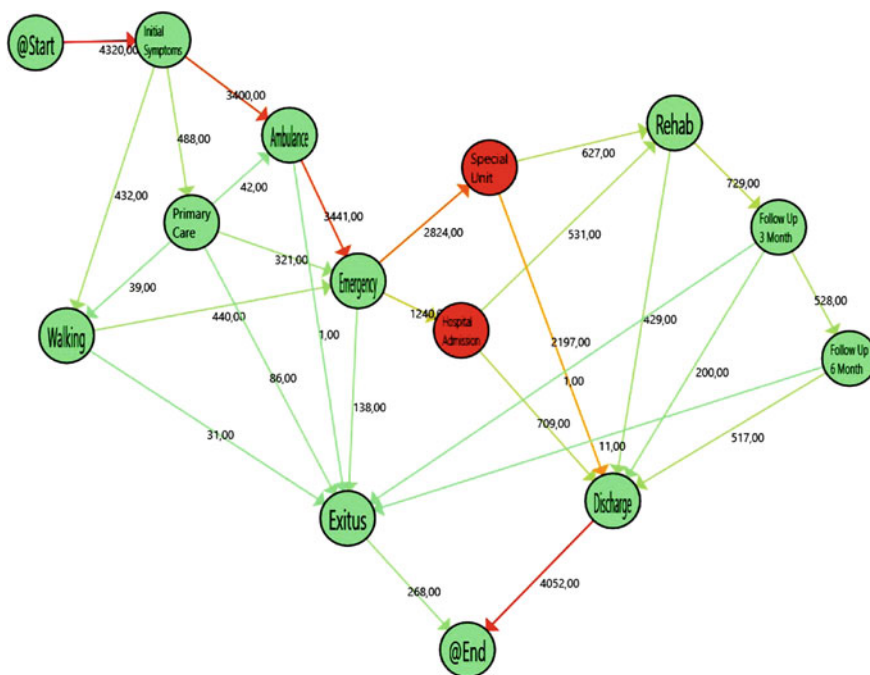 @Start
4320,00
Initial
Symptoms
3400,00
488,00
432,00
Ambulance
42,00
Primary
Care
3441,00
321,00
39,00
Walking
440,00
Emergency
2824,00
Special
Unit
627,00
Rehab
531,00
729,00
Follow Up
3 Month
528,00
Follow Up
6 Month
Hospital
Admission
1,00
86,00
138,00
31,00
2197,00
1,00
429,00
200,00
709,00
11,00
517,00
Exitus
Discharge
268,00
4052,00
@End